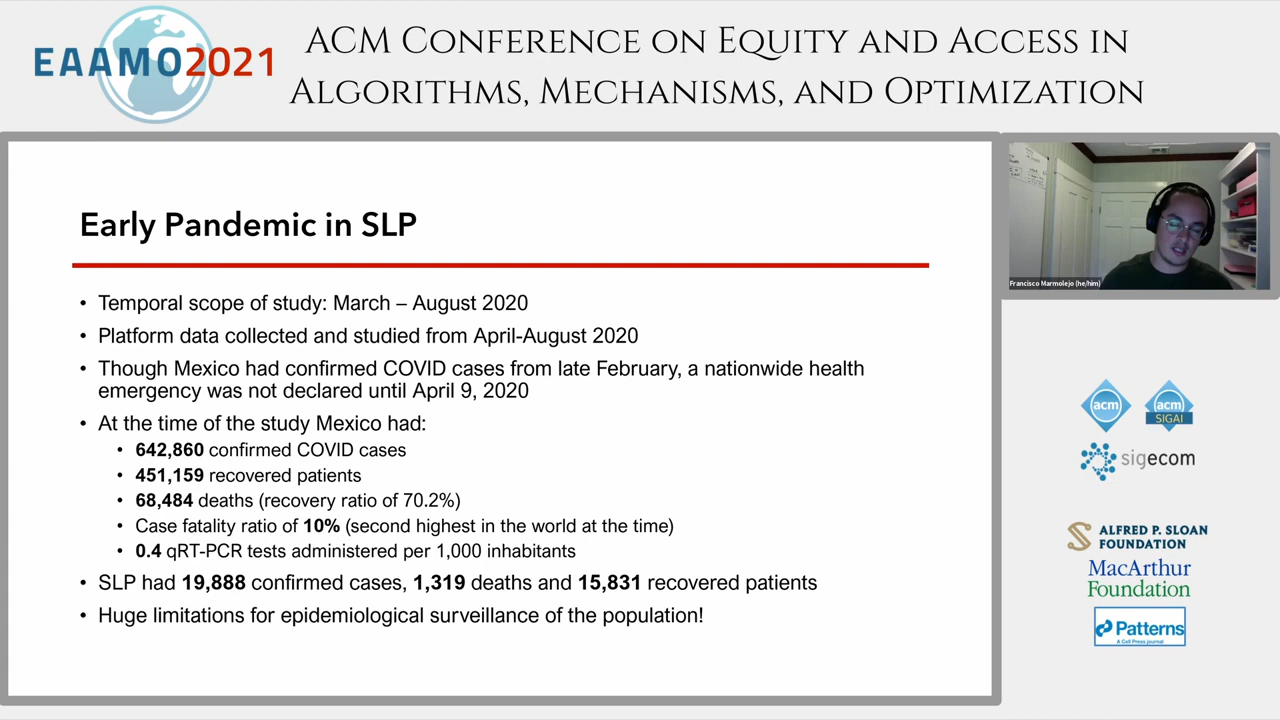 EAAMO2021
ACM Conference on Equity and Access in
Algorithms, Mechanisms, and Optimization
Early Pandemic in SLP
• Temporal scope of study: March – August 2020
• Platform data collected and studied from April-August 2020
• Though Mexico had confirmed COVID cases from late February, a nationwide health
emergency was not declared until April 9, 2020
• At the time of the study Mexico had:
• 642,860 confirmed COVID cases
• 451,159 recovered patients
• 68,484 deaths (recovery ratio of 70.2%)
• Case fatality ratio of 10% (second highest in the world at the time)
• 0.4 qRT-PCR tests administered per 1,000 inhabitants
• SLP had 19,888 confirmed cases, 1,319 deaths and 15,831 recovered patients
• Huge limitations for epidemiological surveillance of the population!
Francisco Marmolejo (he/him)
acm
acm
SIGAI
sigecom
ALFRED P. SLOAN
FOUNDATION
MacArthur
Foundation
Patterns
A Cell Press journal